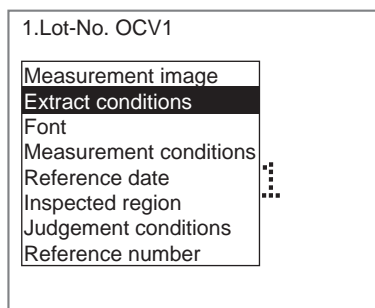 1.Lot-No. OCV1
Measurement image
Extract conditions
Font
Measurement conditions
Reference date
Inspected region
Judgement conditions
Reference number